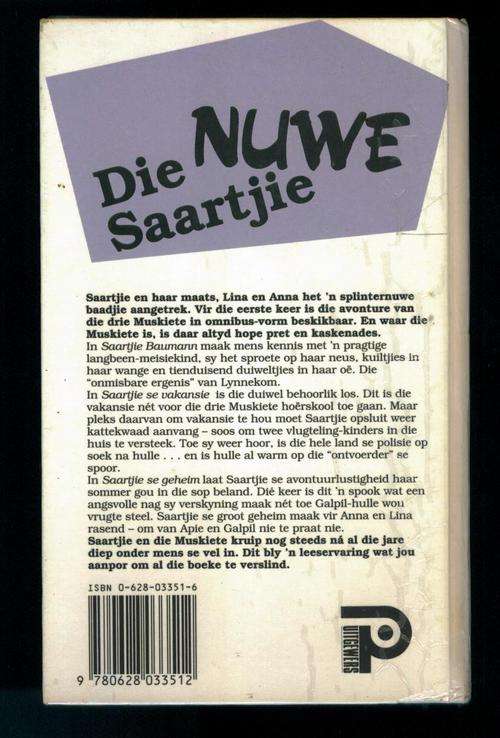 Die NUWE
Saartjie
Saartjie en haar maats, Lina en Anna het 'n splinternuwe
baadjie aangetrek. Vir die eerste keer is die avonture van
die drie Muskiete in omnibus-vorm beskikbaar. En waar die
Muskiete is, is daar altyd hope pret en kaskenades.
In Saartjie Baumann maak mens kennis met 'n pragtige
langbeen-meisiekind, sy het sproete op haar neus, kuiltjies in
haar wange en tienduisend duiweltjies in haar oë. Die
“onmisbare ergenis” van Lynnekom.
In Saartjie se vakansie is die duiwel behoorlik los. Dit is die
vakansie nét voor die drie Muskiete hoërskool toe gaan. Maar
pleks daarvan om vakansie te hou moet Saartjie opsluit weer
kattekwaad aanvang – soos om twee vlugteling-kinders in die
huis te versteek. Toe sy weer hoor, is die hele land se polisie op
soek na hulle . . . en is hulle al warm op die “ontvoerder” se
spoor.
In Saartjie se geheim laat Saartjie se avontuurlustigheid haar
sommer gou in die sop beland. Dié keer is dit 'n spook wat een
angsvolle nag sy verskyning maak nét toe Galpil-hulle wou
vrugte steel. Saartjie se groot geheim maak vir Anna en Lina
rasend – om van Apie en Galpil nie te praat nie.
Saartjie en die Muskiete kruip nog steeds ná al die jare
diep onder mens se vel in. Dit bly 'n leeservaring wat jou
aanpor om al die boeke te verslind.
ISBN 0-628-03351-6
9 780628 033512
UITGEWERS